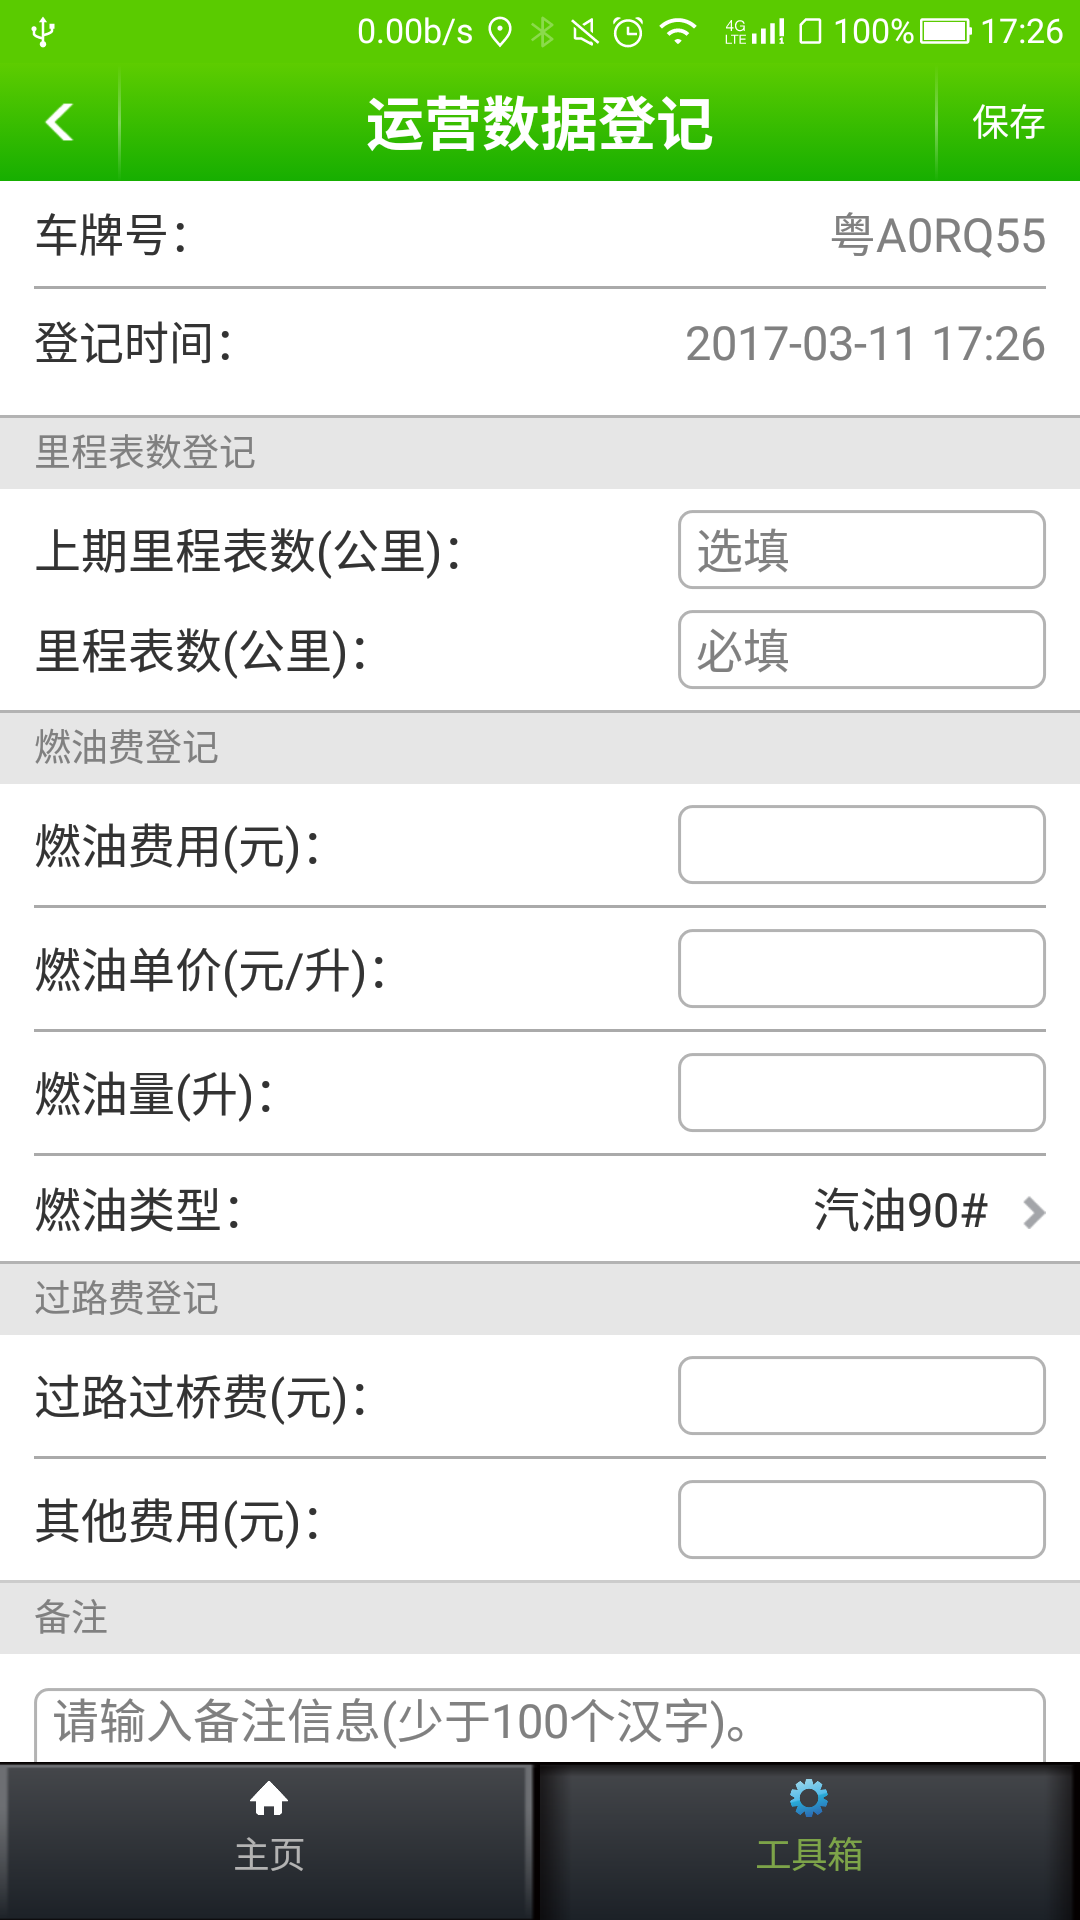 0.00b/s 4G LTE 1 100% 17:26
运营数据登记 保存
车牌号: 粤A0RQ55
登记时间: 2017-03-11 17:26
里程表数登记
上期里程表数(公里): 选填
里程表数(公里): 必填
燃油费登记
燃油费用(元):
燃油单价(元/升):
燃油量(升):
燃油类型: 汽油90#
过路费登记
过路过桥费(元):
其他费用(元):
备注
请输入备注信息(少于100个汉字)。
主页 工具箱